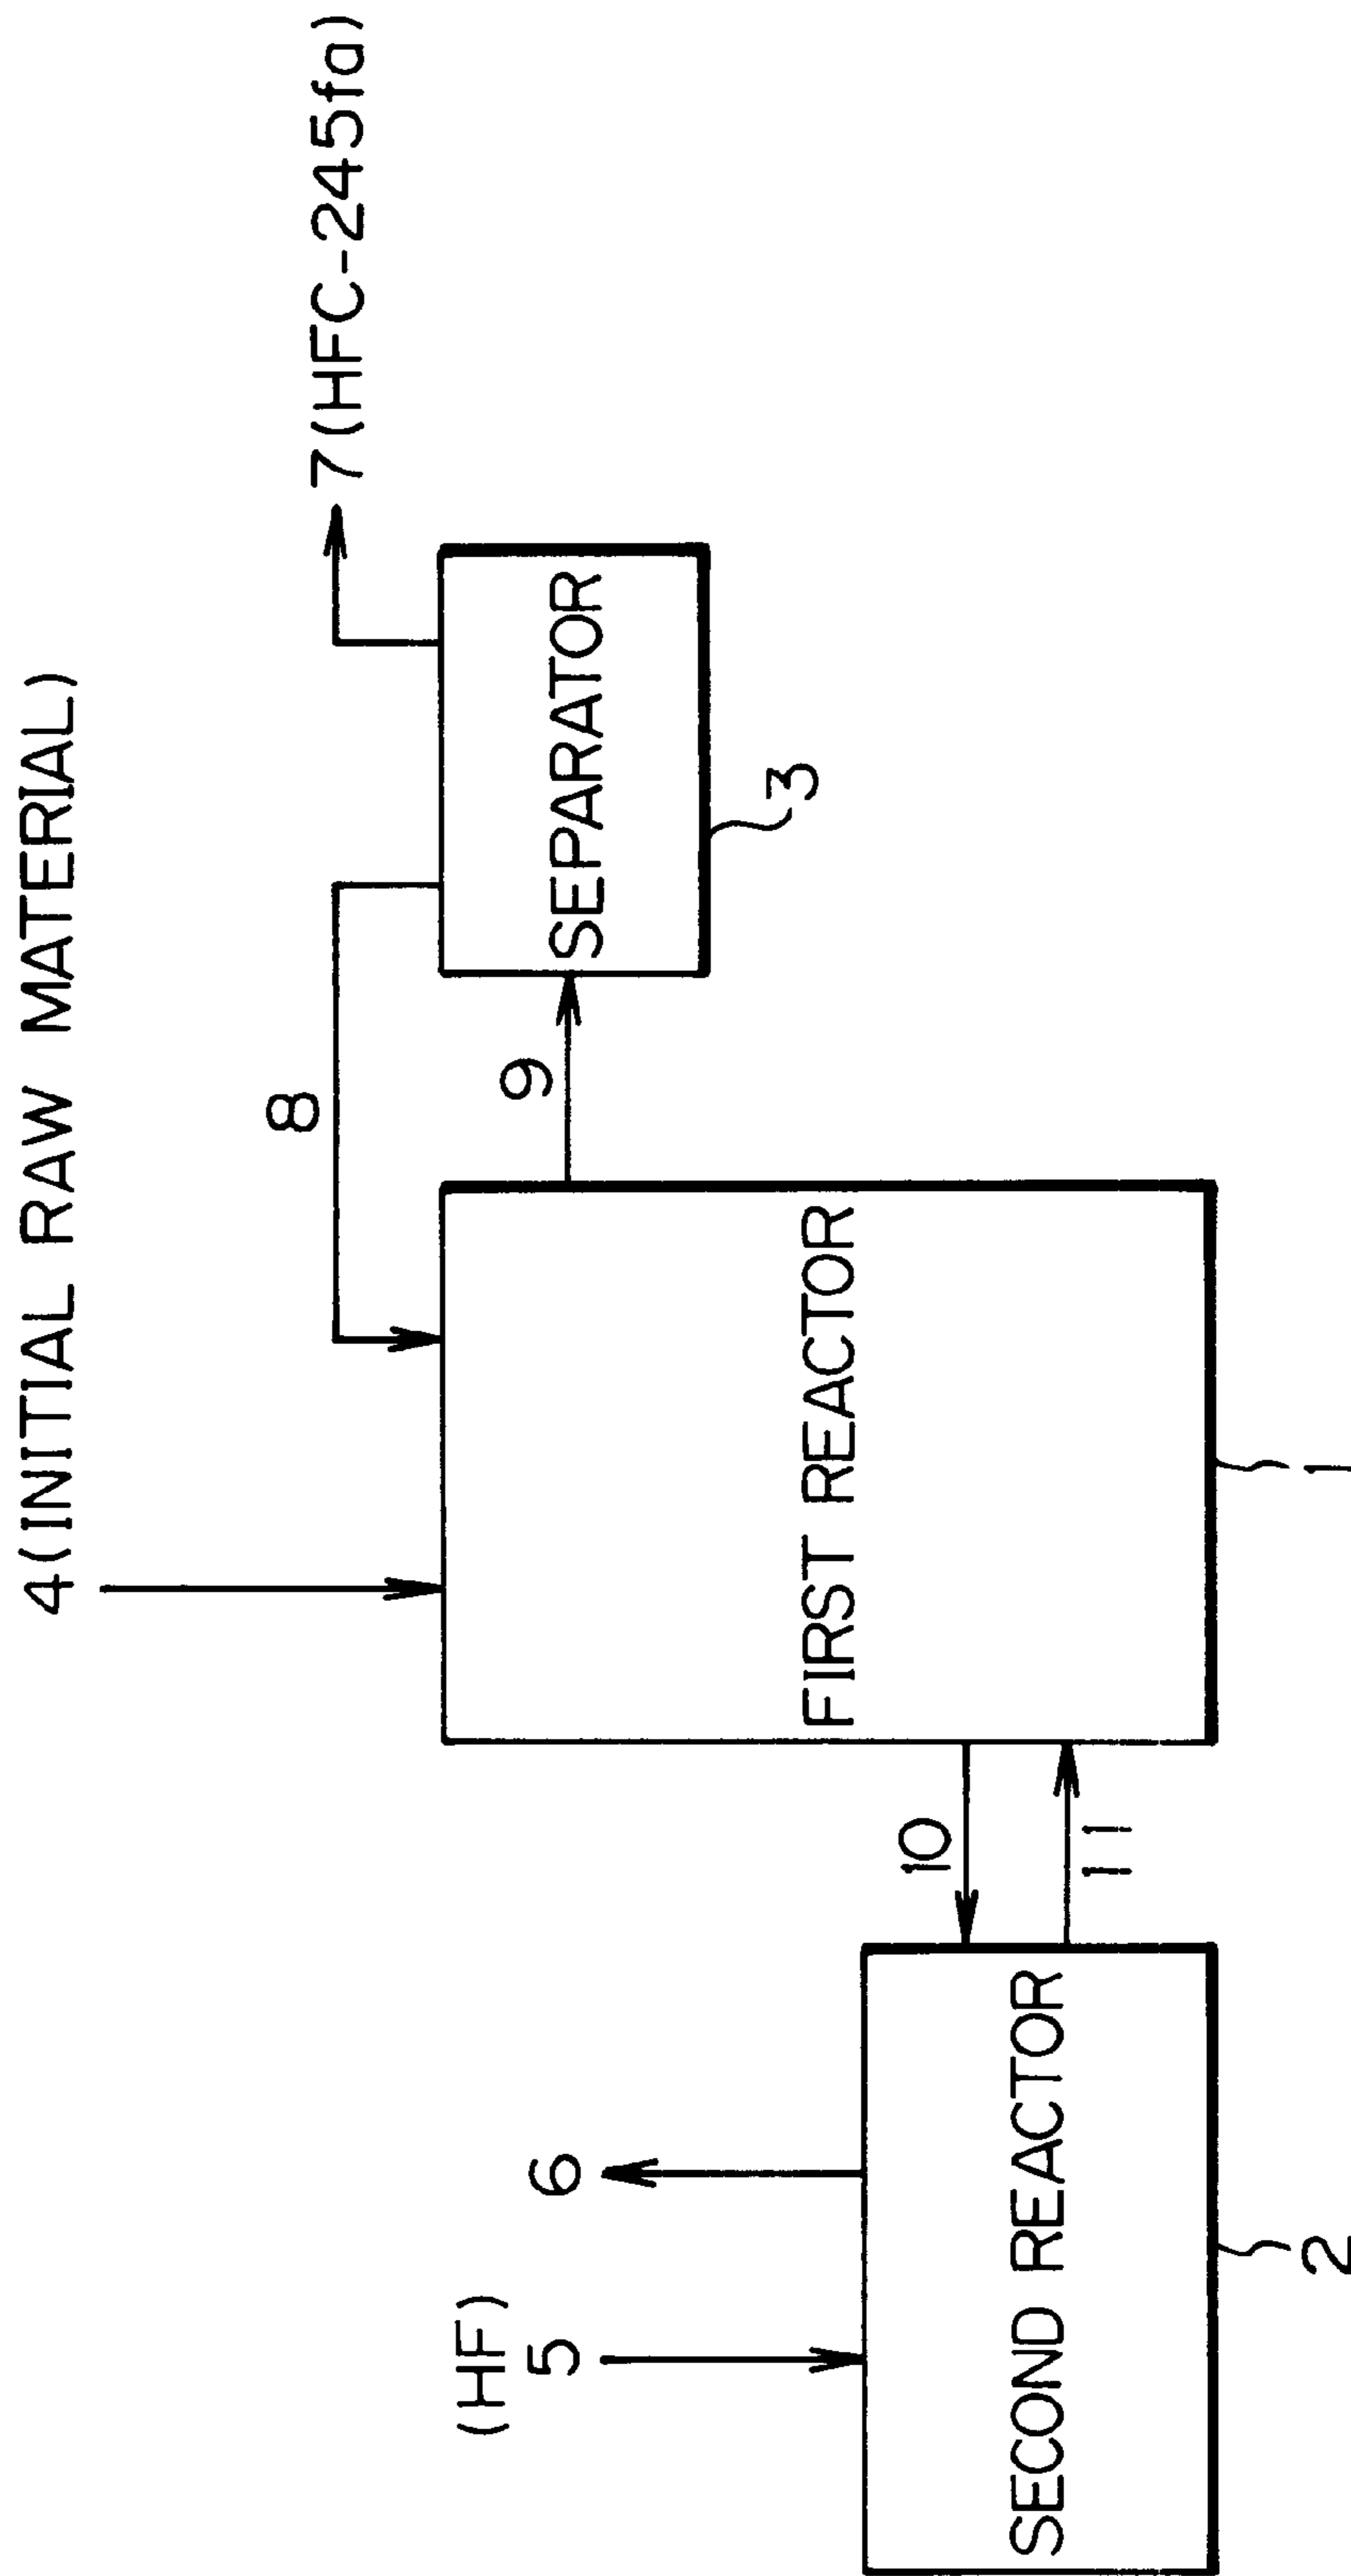 4(INITIAL RAW MATERIAL)
7(HFC-245fa)
8
SEPARATOR
9
3
(HF)
5
6
FIRST REACTOR
10
11
SECOND REACTOR
1
2